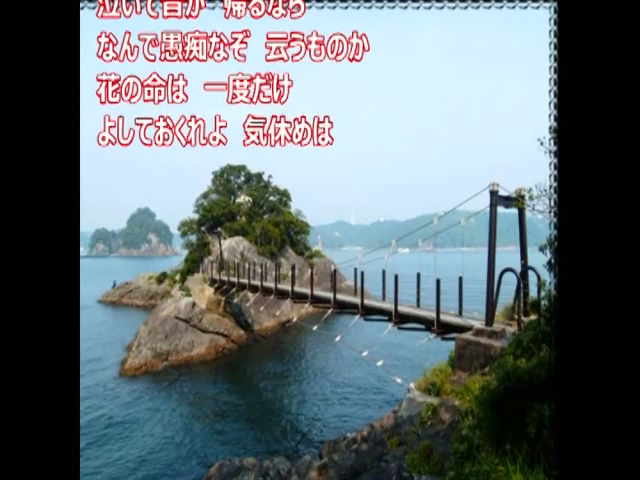 泣いて昔が 帰るなら
なんで愚痴なぞ 云うものか
花の命は 一度だけ
よしておくれよ 気休めは